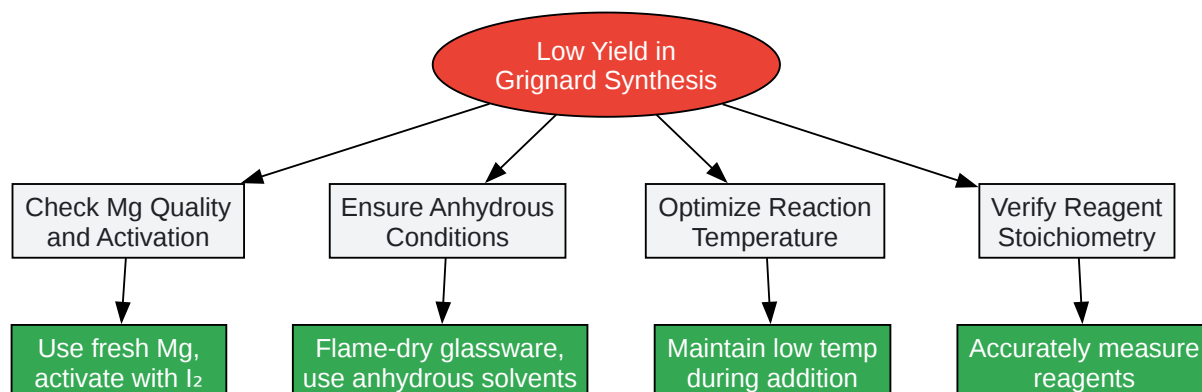 Low Yield in
Grignard Synthesis
Check Mg Quality
and Activation
Ensure Anhydrous
Conditions
Optimize Reaction
Temperature
Verify Reagent
Stoichiometry
Use fresh Mg,
activate with I₂
Flame-dry glassware,
use anhydrous solvents
Maintain low temp
during addition
Accurately measure
reagents